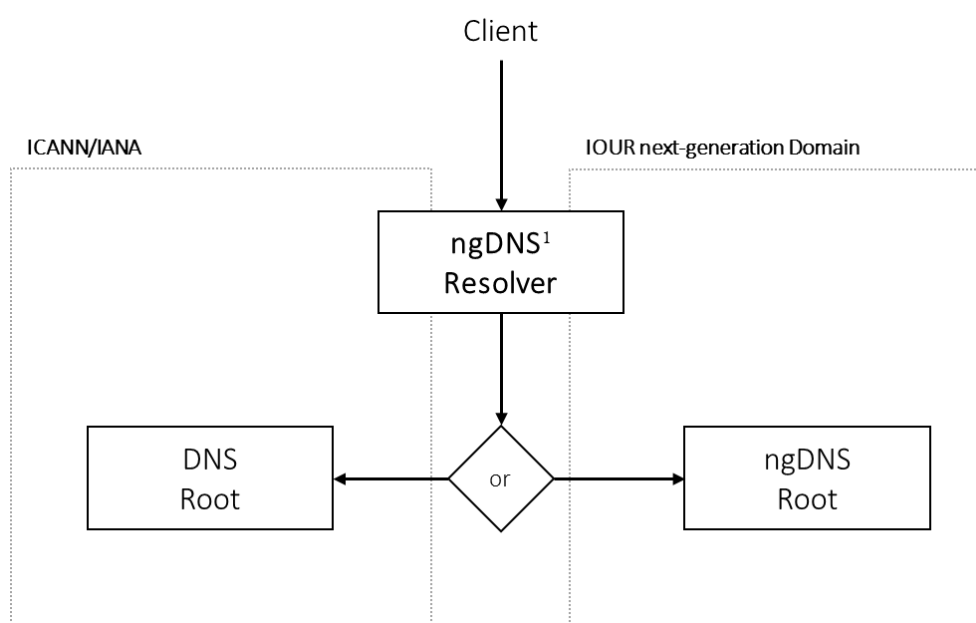 Client
ICANN/IANA
IOUR next-generation Domain
ngDNS¹
Resolver
DNS
Root
or
ngDNS
Root